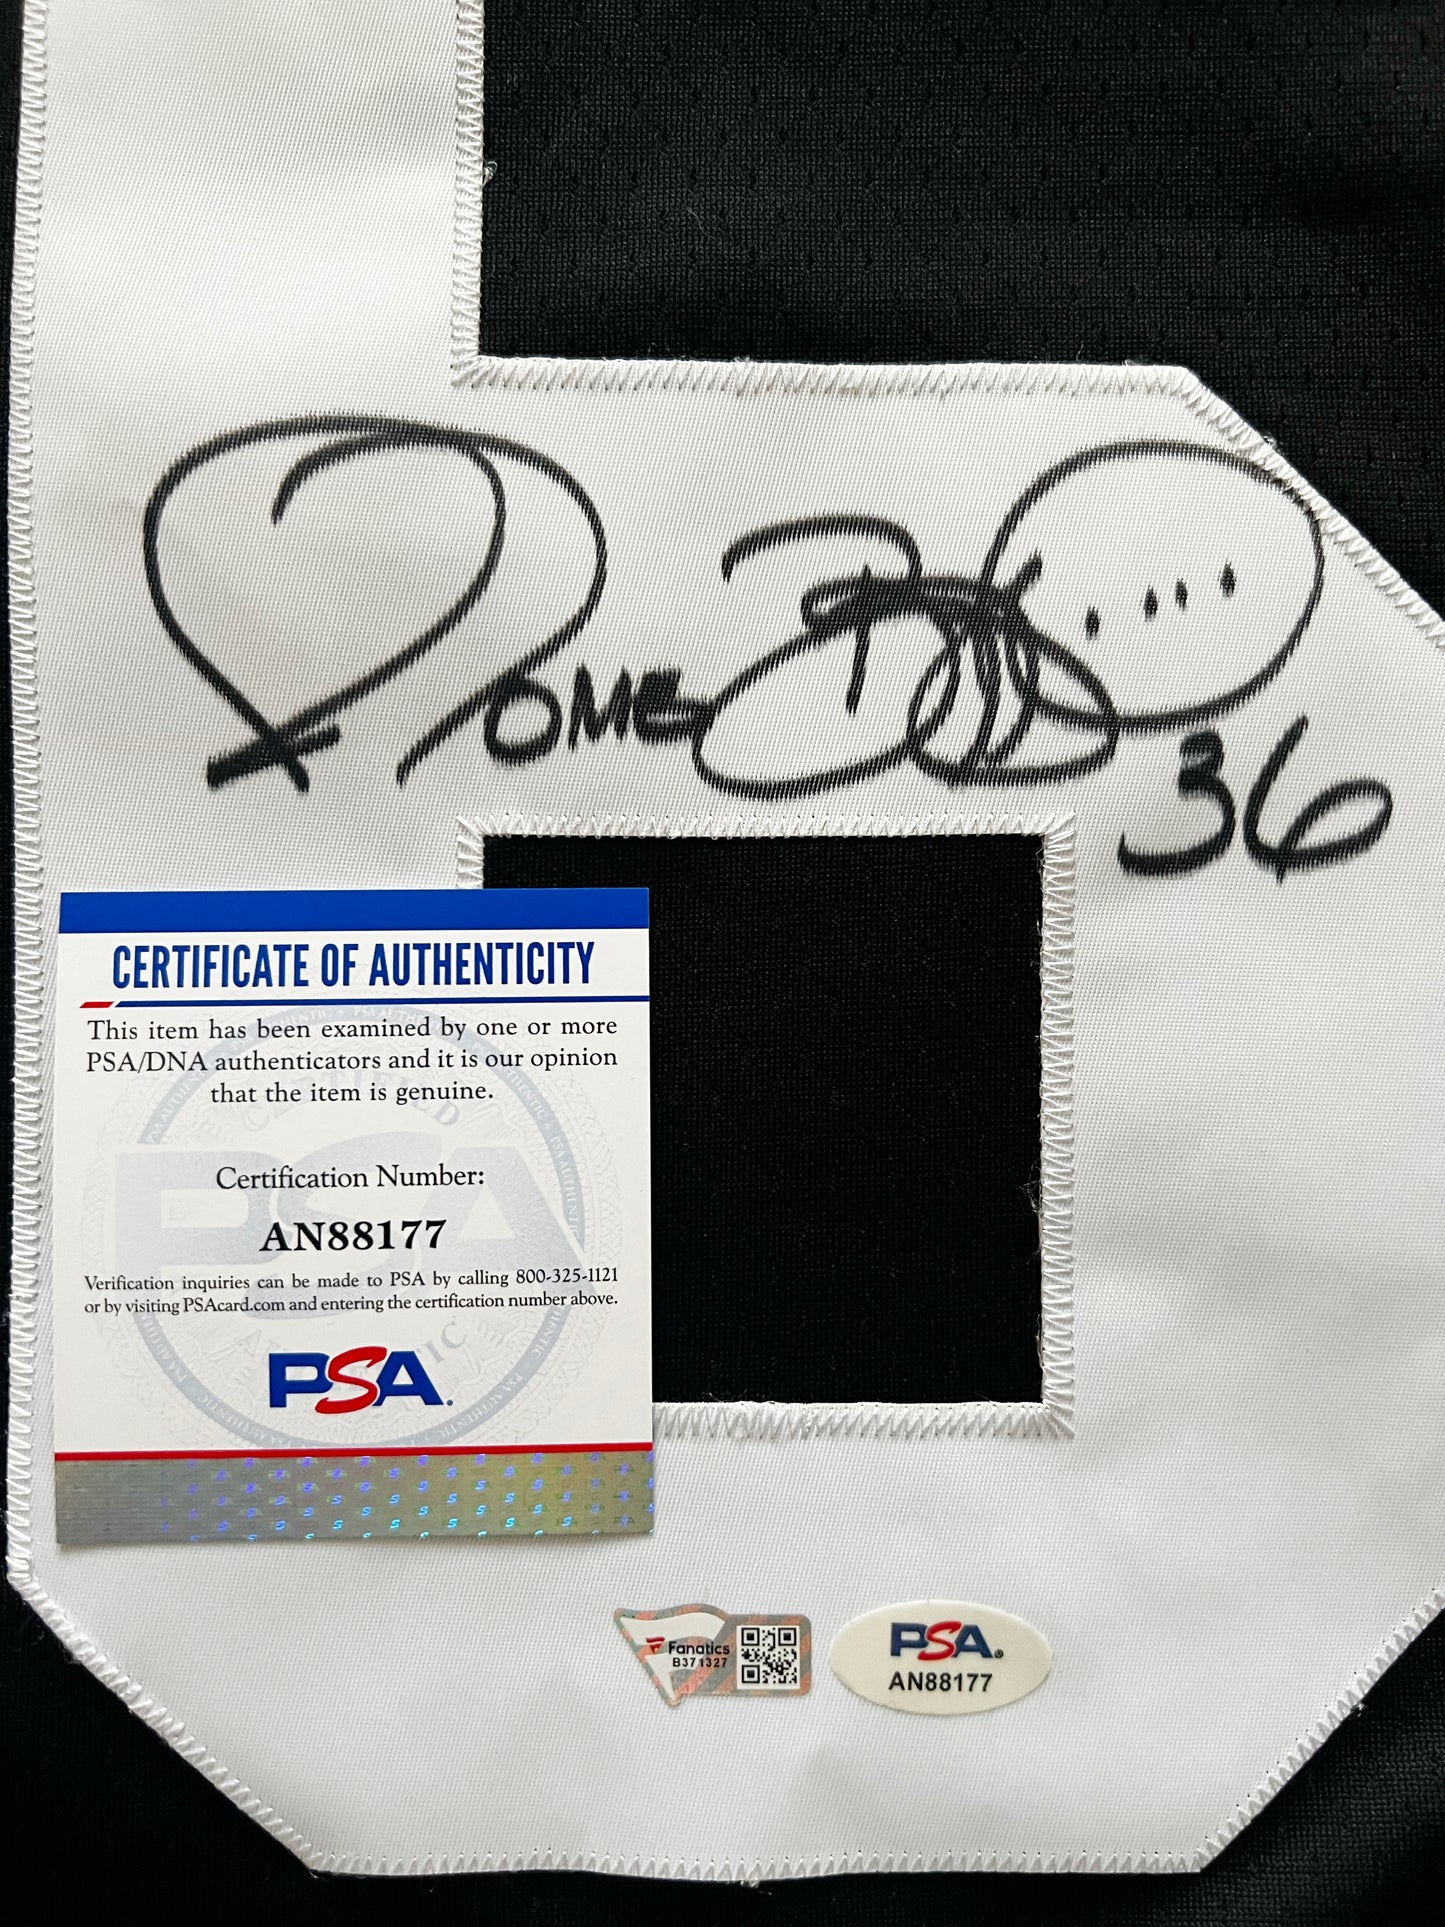 Jerome
36
CERTIFICATE OF AUTHENTICITY
This item has been examined by one or more
PSA/DNA authenticators and it is our opinion
that the item is genuine.
Certification Number:
AN88177
Verification inquiries can be made to PSA by calling 800-325-1121
or by visiting PSAcard.com and entering the certification number above.
PSA.
Fanatics
B371327
PSA.
AN88177